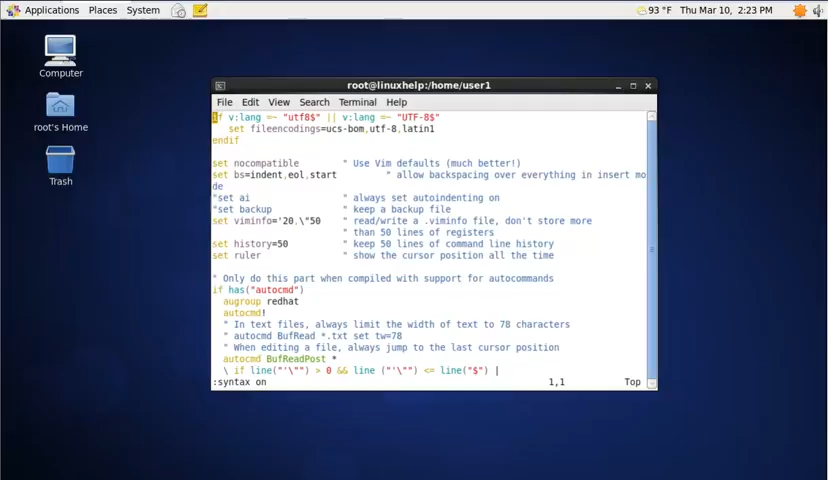 Applications Places System 93 °F Thu Mar 10, 2:23 PM
Computer
root's Home
Trash
root@linuxhelp:/home/user1
File Edit View Search Terminal Help
if v:lang =~ "utf8$" || v:lang =~ "UTF-8$"
set fileencodings=ucs-bom,utf-8,latin1
endif
set nocompatible " Use Vim defaults (much better!)
set bs=indent,eol,start " allow backspacing over everything in insert mo
de
"set ai " always set autoindenting on
"set backup " keep a backup file
set viminfo='20,\"50 " read/write a .viminfo file, don't store more
" than 50 lines of registers
set history=50 " keep 50 lines of command line history
set ruler " show the cursor position all the time
" Only do this part when compiled with support for autocommands
if has("autocmd")
augroup redhat
autocmd!
" In text files, always limit the width of text to 78 characters
" autocmd BufRead *.txt set tw=78
" When editing a file, always jump to the last cursor position
autocmd BufReadPost *
\ if line("'\"") > 0 && line ("'\"") <= line("$") |
:syntax on 1,1 Top